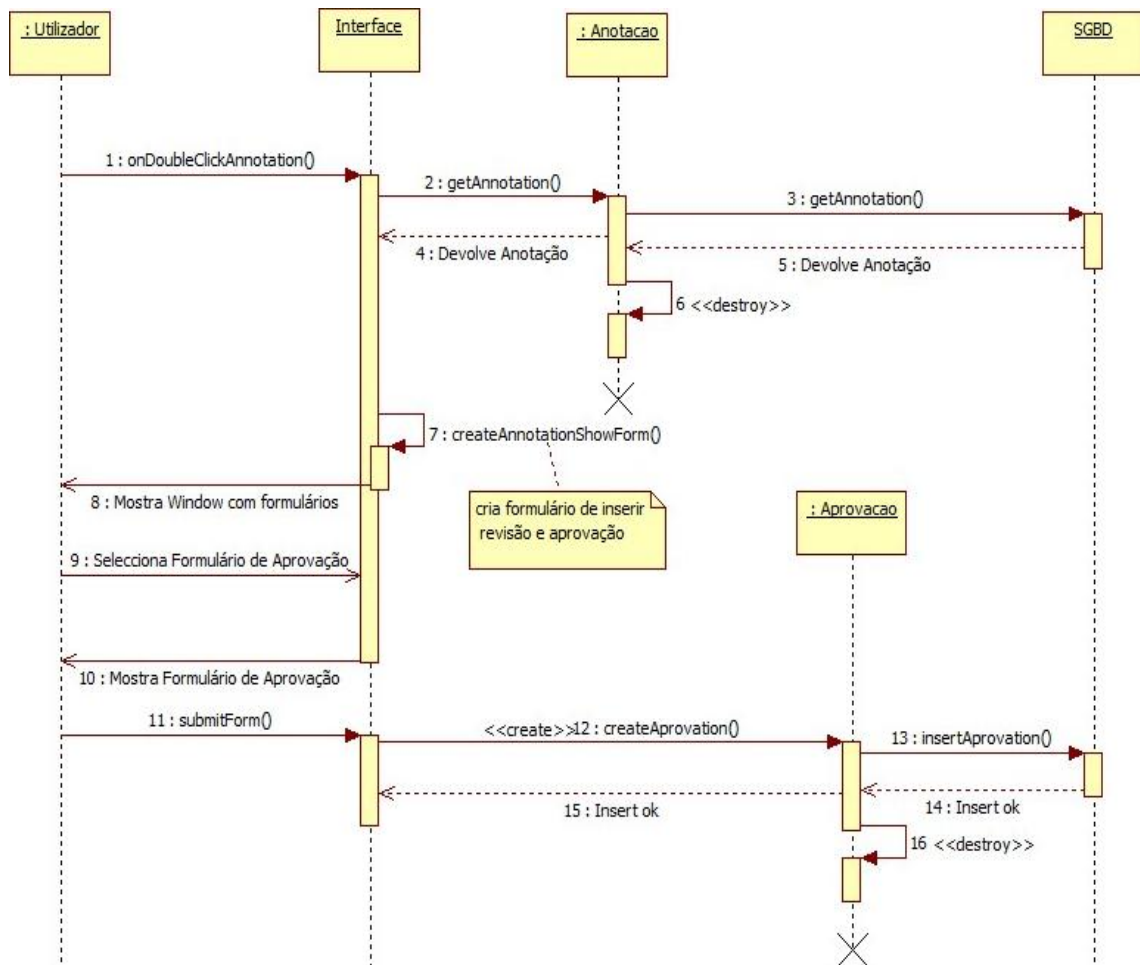 : Utilizador
Interface
: Anotacao
SGBD
1 : onDoubleClickAnnotation()
2 : getAnnotation()
3 : getAnnotation()
4 : Devolve Anotação
5 : Devolve Anotação
6 <<destroy>>
7 : createAnnotationShowForm()
8 : Mostra Window com formulários
cria formulário de inserir
revisão e aprovação
: Aprovacao
9 : Selecciona Formulário de Aprovação
10 : Mostra Formulário de Aprovação
11 : submitForm()
<<create>> 12 : createAprovation()
13 : insertAprovation()
14 : Insert ok
15 : Insert ok
16 <<destroy>>